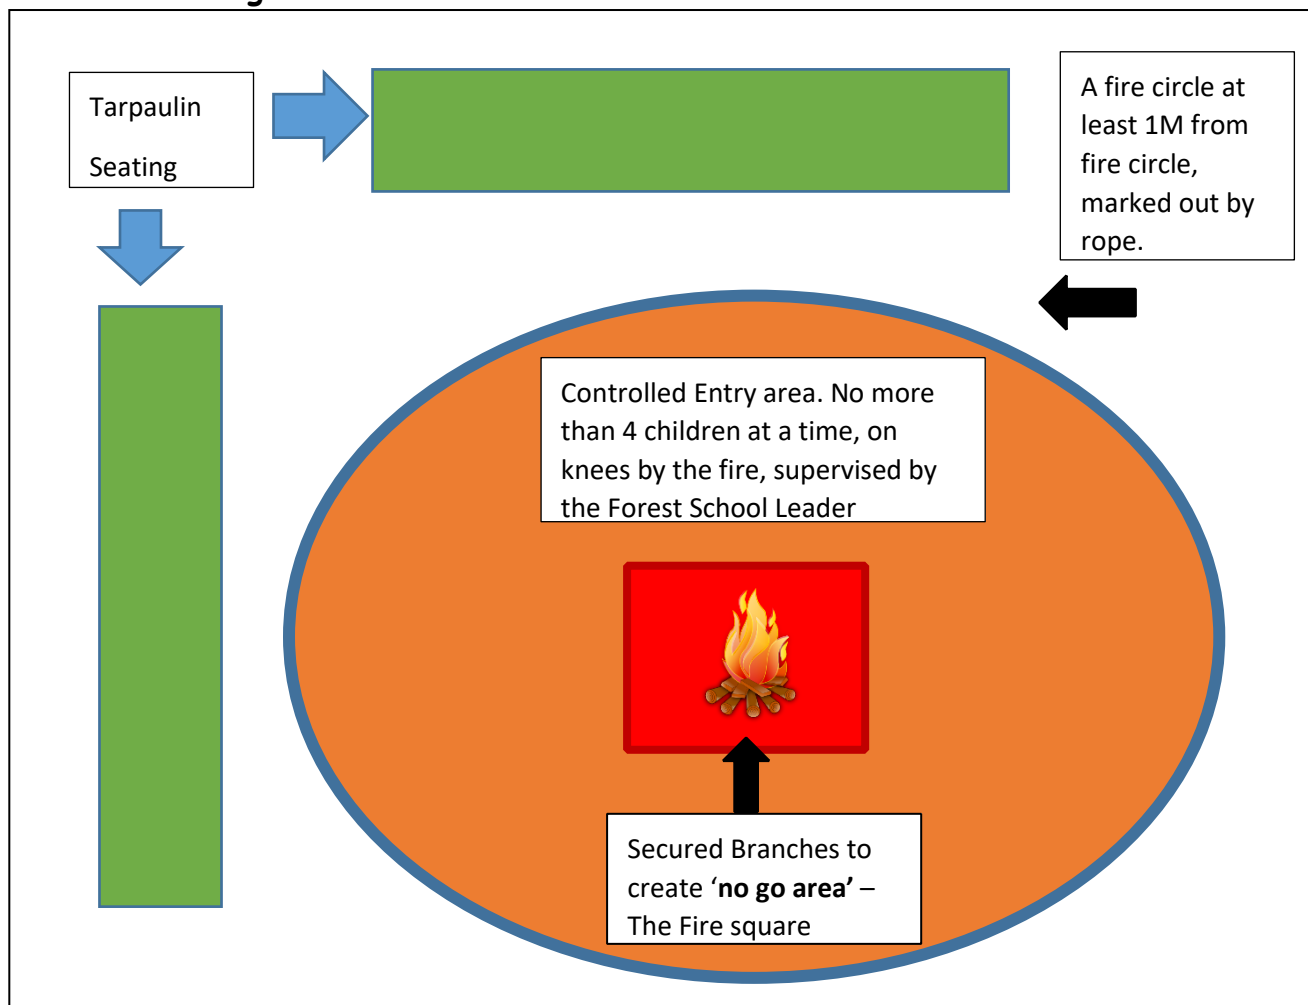 Tarpaulin
Seating
A fire circle at
least 1M from
fire circle,
marked out by
rope.
Controlled Entry area. No more
than 4 children at a time, on
knees by the fire, supervised by
the Forest School Leader
Secured Branches to
create ‘no go area’ –
The Fire square